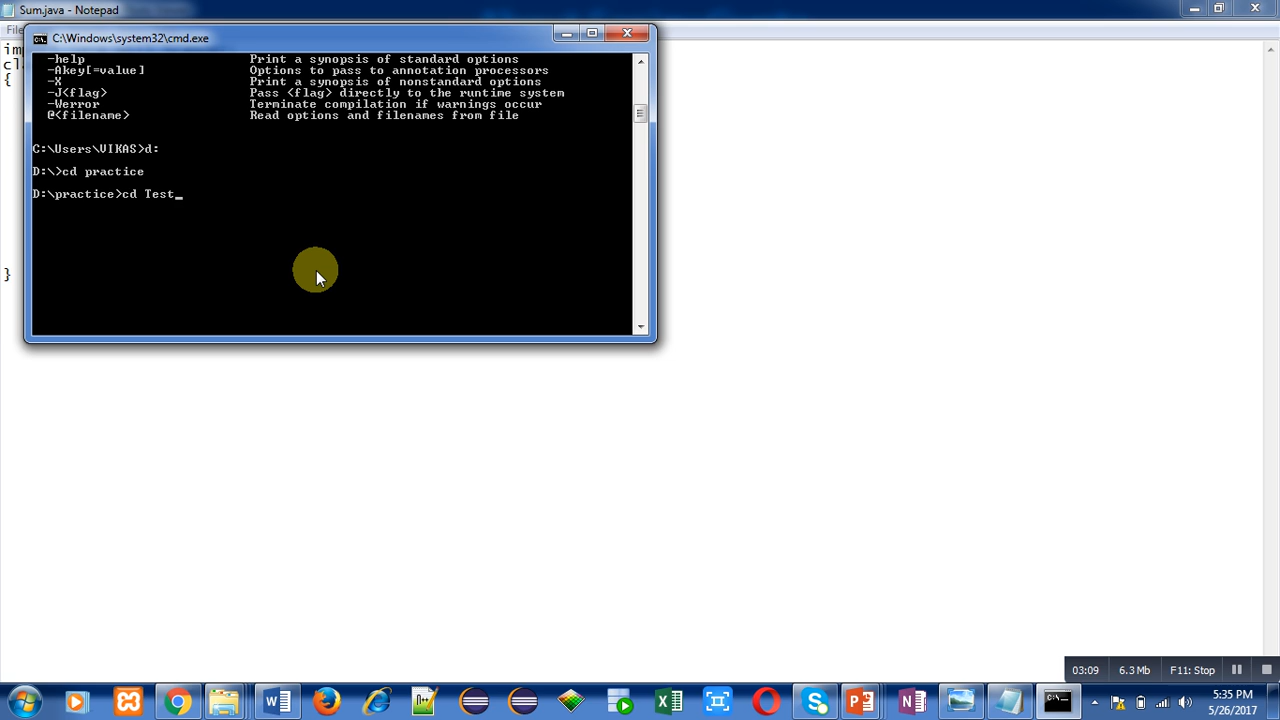 Sum.java - Notepad
File
C:\Windows\system32\cmd.exe
-help Print a synopsis of standard options
-Akey[=value] Options to pass to annotation processors
-X Print a synopsis of nonstandard options
-J<flag> Pass <flag> directly to the runtime system
-Werror Terminate compilation if warnings occur
@<filename> Read options and filenames from file
C:\Users\VIKAS>d:
D:\>cd practice
D:\practice>cd Test_
{
}
03:09 6.3 Mb F11: Stop
5:35 PM
5/26/2017